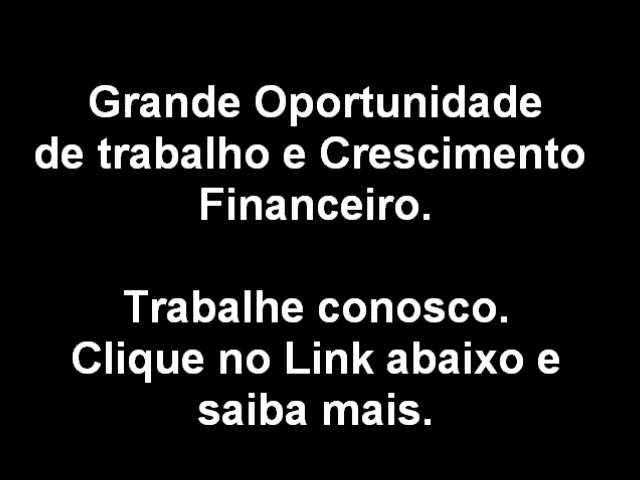 Grande Oportunidade
de trabalho e Crescimento
Financeiro.
Trabalhe conosco.
Clique no Link abaixo e
saiba mais.